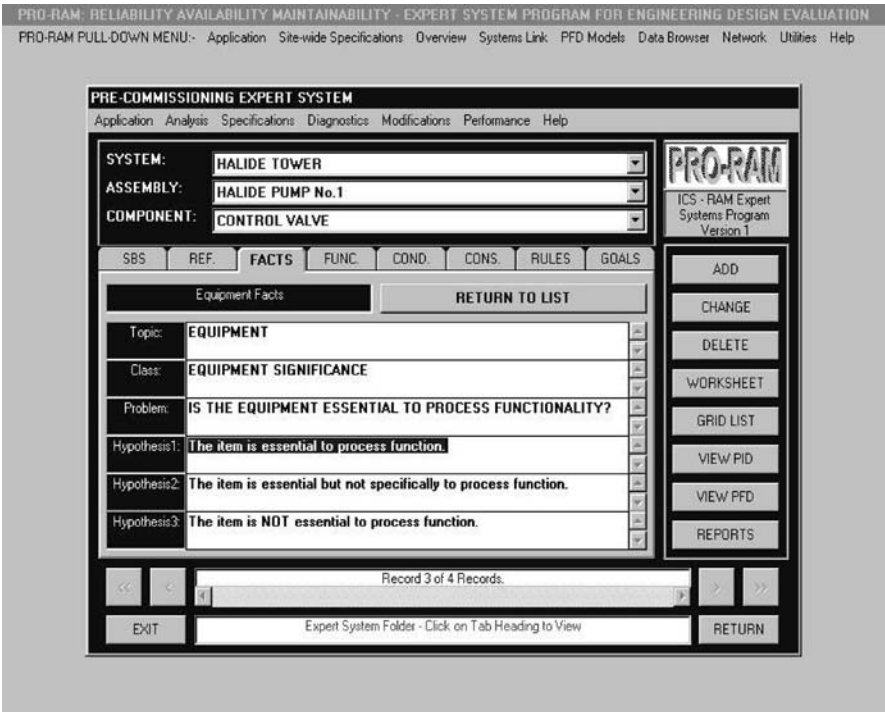 PRO-RAM: RELIABILITY AVAILABILITY MAINTAINABILITY - EXPERT SYSTEM PROGRAM FOR ENGINEERING DESIGN EVALUATION
PRO-RAM PULL-DOWN MENU:- Application Site-wide Specifications Overview Systems Link PFD Models Data Browser Network Utilities Help
PRE-COMMISSIONING EXPERT SYSTEM
Application Analysis Specifications Diagnostics Modifications Performance Help
SYSTEM: HALIDE TOWER
ASSEMBLY: HALIDE PUMP No.1
COMPONENT: CONTROL VALVE
PRO-RAM
ICS - RAM Expert
Systems Program
Version 1
SBS REF. FACTS FUNC. COND. CONS. RULES GOALS
Equipment Facts RETURN TO LIST
Topic: EQUIPMENT
Class: EQUIPMENT SIGNIFICANCE
Problem: IS THE EQUIPMENT ESSENTIAL TO PROCESS FUNCTIONALITY?
Hypothesis1: The item is essential to process function.
Hypothesis2: The item is essential but not specifically to process function.
Hypothesis3: The item is NOT essential to process function.
ADD
CHANGE
DELETE
WORKSHEET
GRID LIST
VIEW PID
VIEW PFD
REPORTS
<< < Record 3 of 4 Records. > >>
EXIT Expert System Folder - Click on Tab Heading to View RETURN